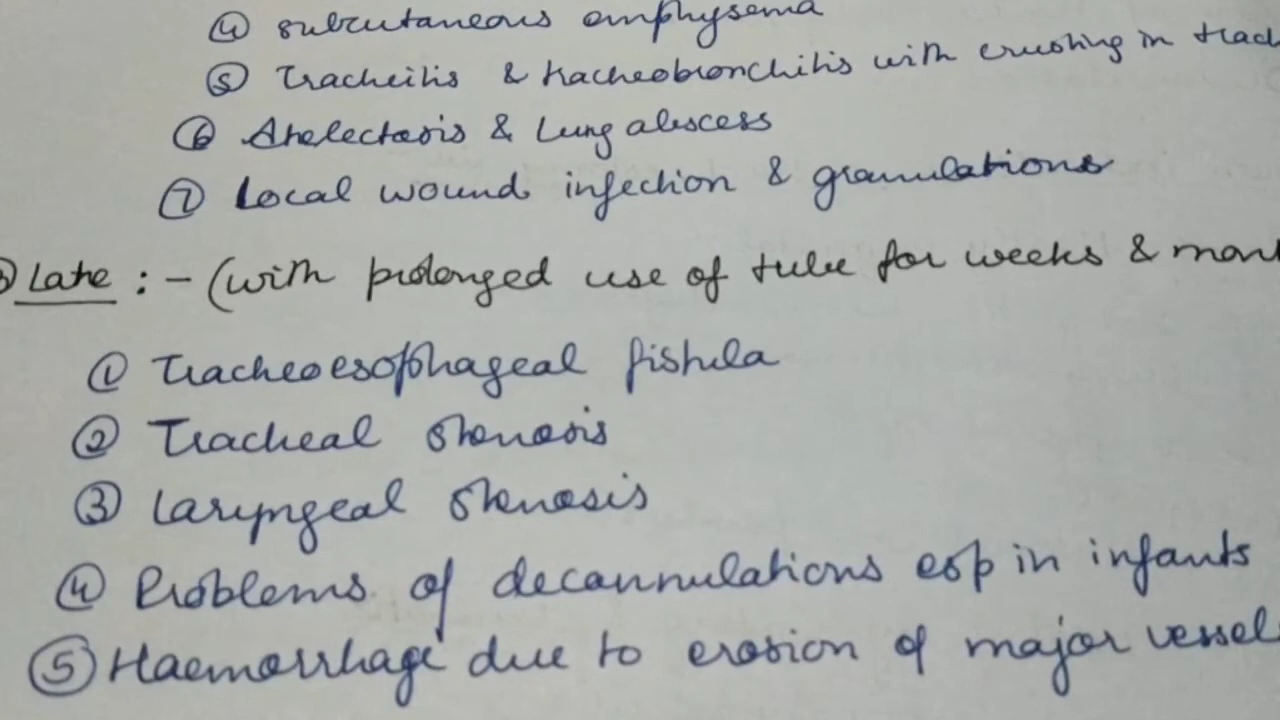 ④ subcutaneous emphysema
⑤ Tracheitis & tracheobronchitis with crusting in trach
⑥ Atelectasis & Lung abscess
⑦ Local wound infection & granulations
Late :- (with prolonged use of tube for weeks & mont
① Tracheoesophageal fistula
② Tracheal stenosis
③ Laryngeal stenosis
④ Problems of decannulations esp in infants
⑤ Haemorrhage due to erosion of major vessel